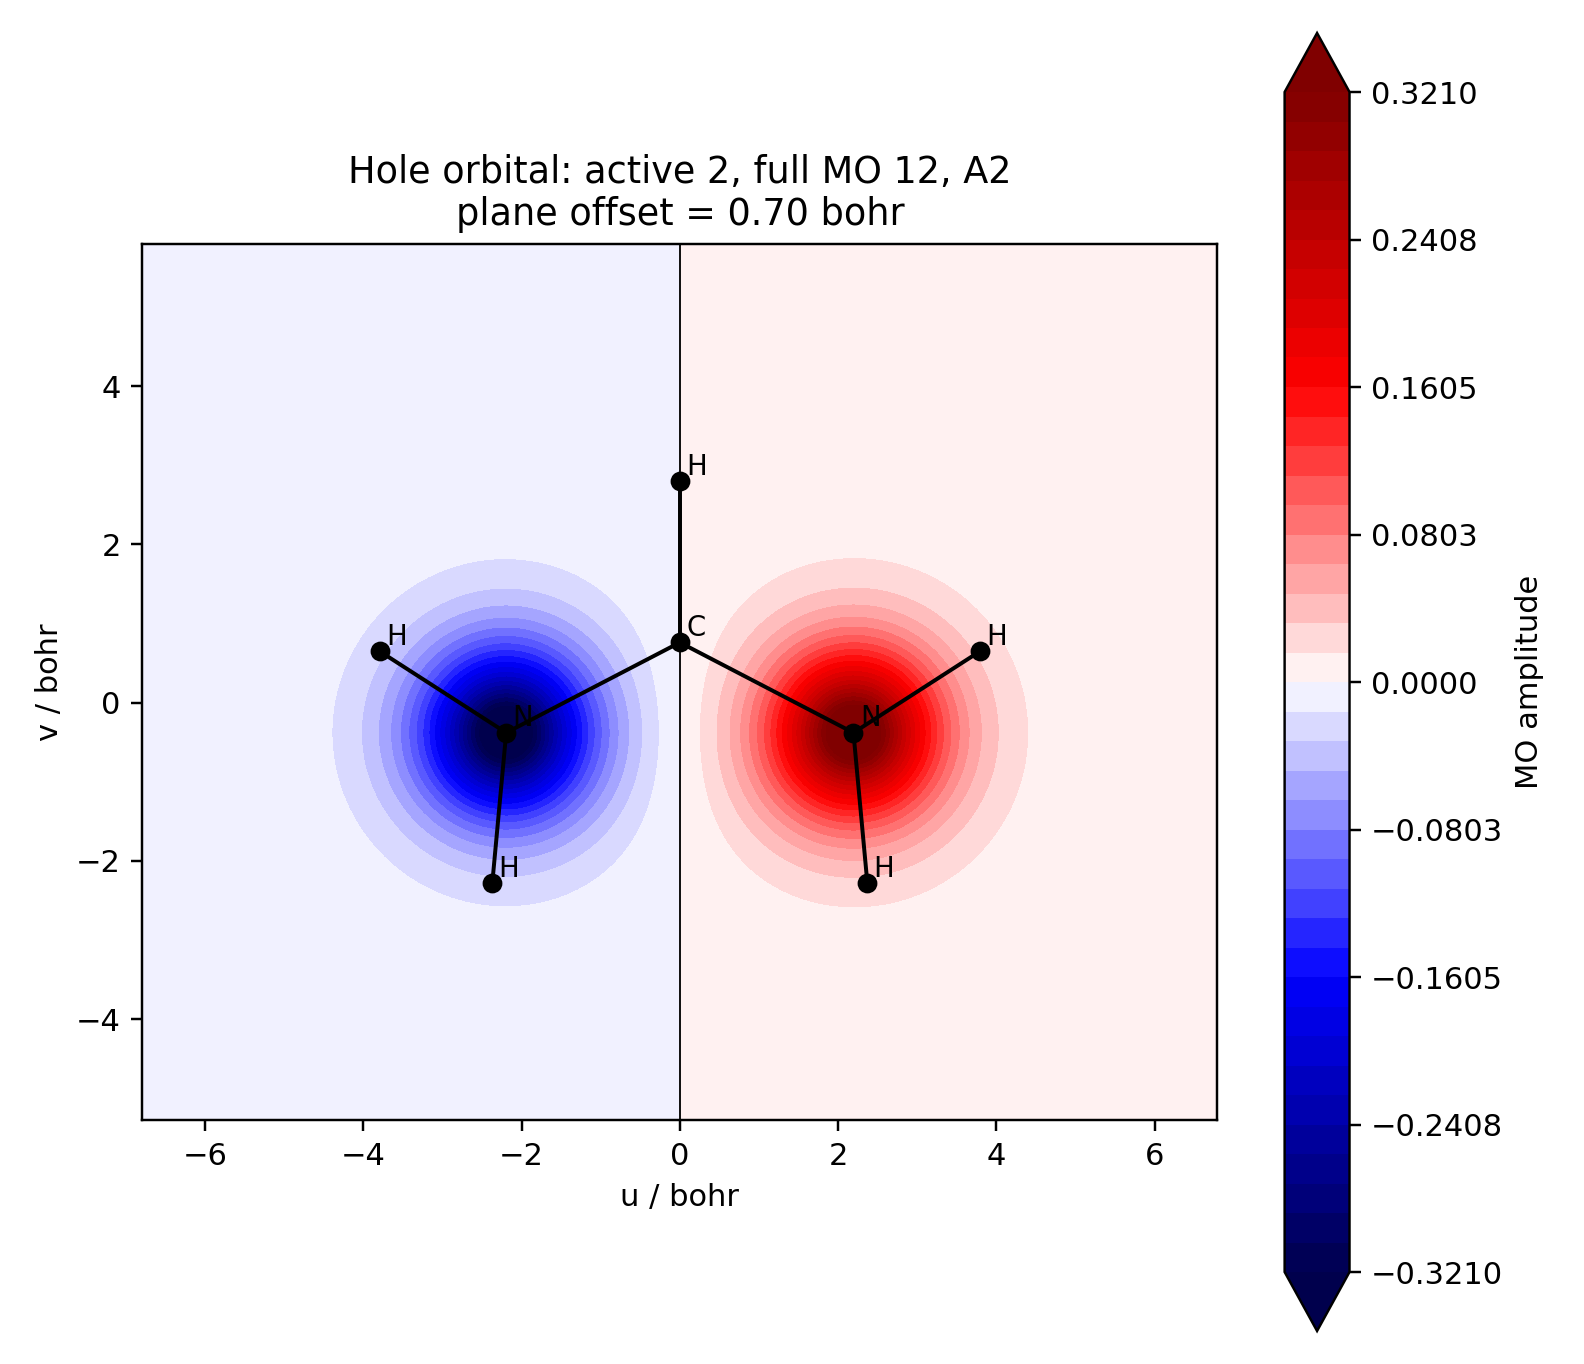 Hole orbital: active 2, full MO 12, A2
plane offset = 0.70 bohr
H
C
H
H
N
N
H
H
4
2
0
−2
−4
v / bohr
−6
−4
−2
0
2
4
6
u / bohr
0.3210
0.2408
0.1605
0.0803
0.0000
−0.0803
−0.1605
−0.2408
−0.3210
MO amplitude